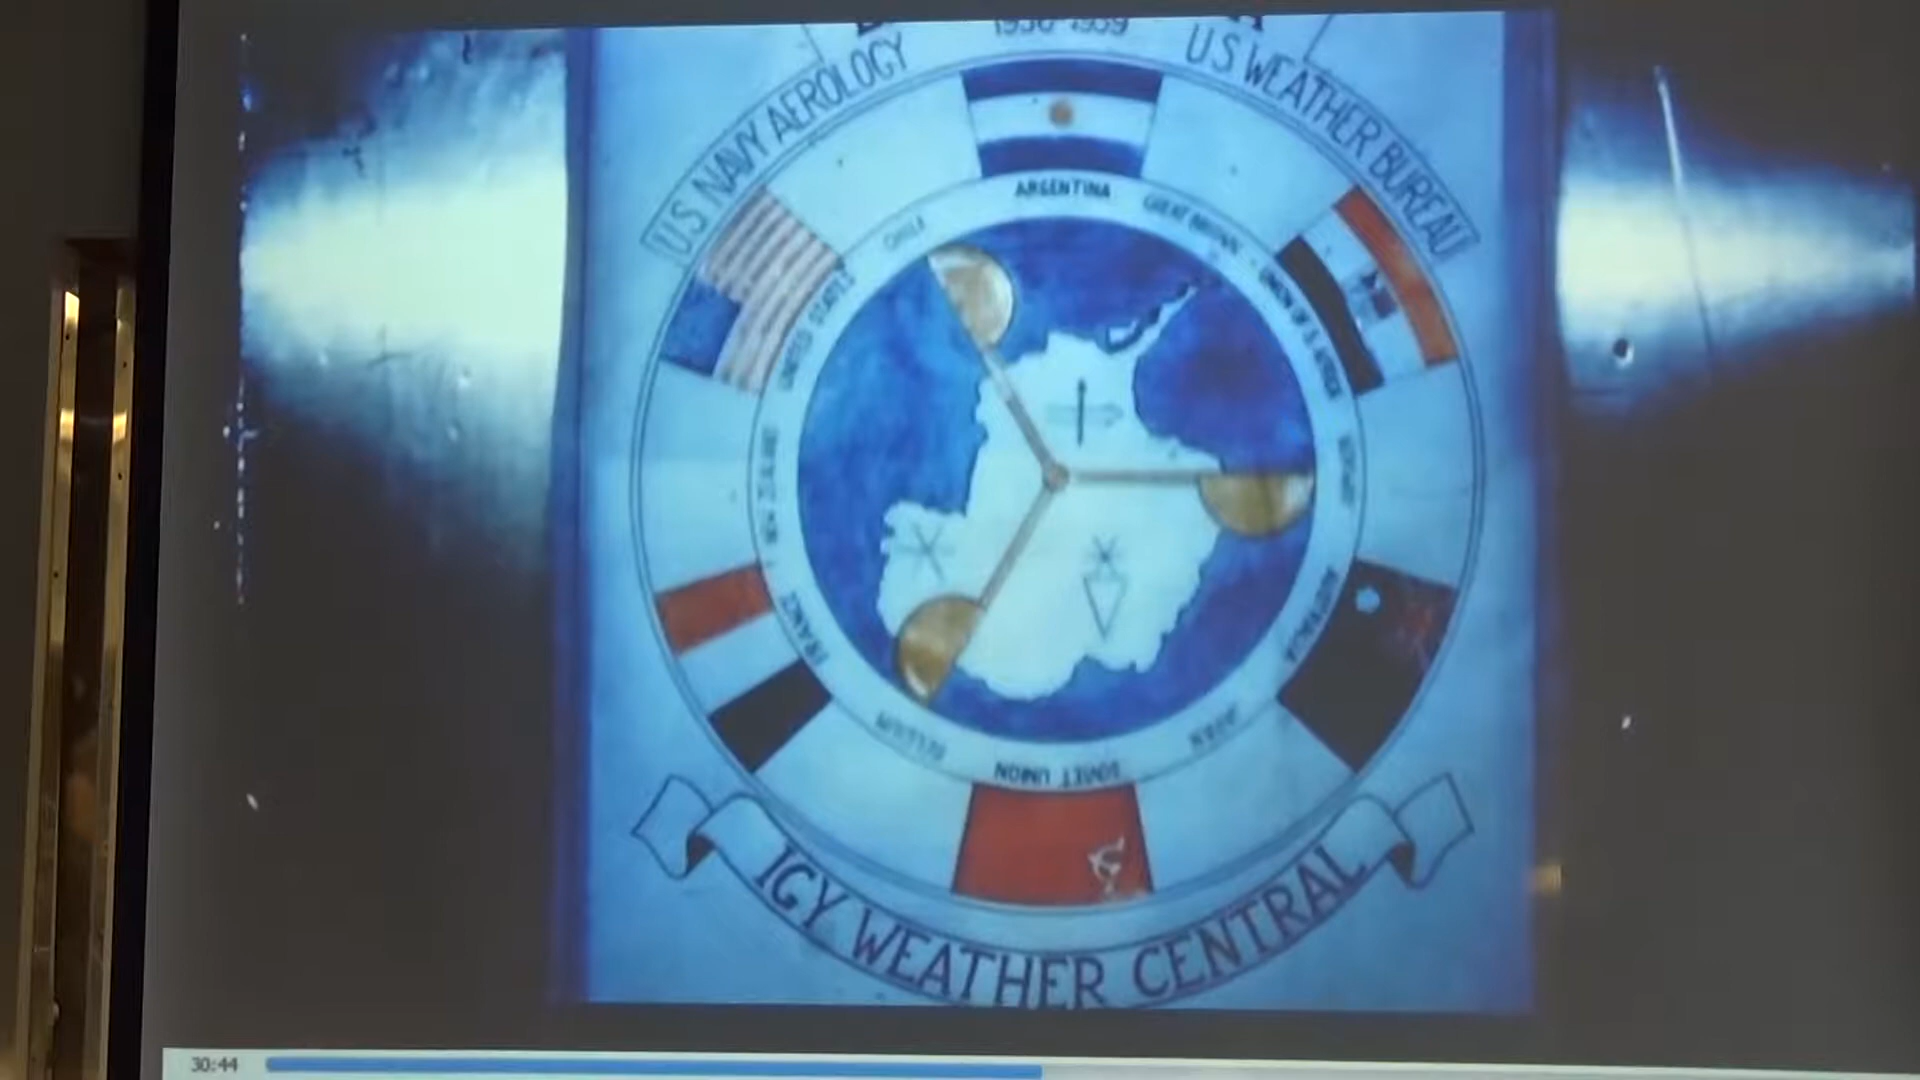 1956-1959
US NAVY AEROLOGY
US WEATHER BUREAU
ARGENTINA
GREAT BRITAIN
UNION OF S. AFRICA
NORWAY
AUSTRALIA
JAPAN
SOVIET UNION
BELGIUM
FRANCE
NEW ZEALAND
UNITED STATES
CHILE
IGY WEATHER CENTRAL
30:44